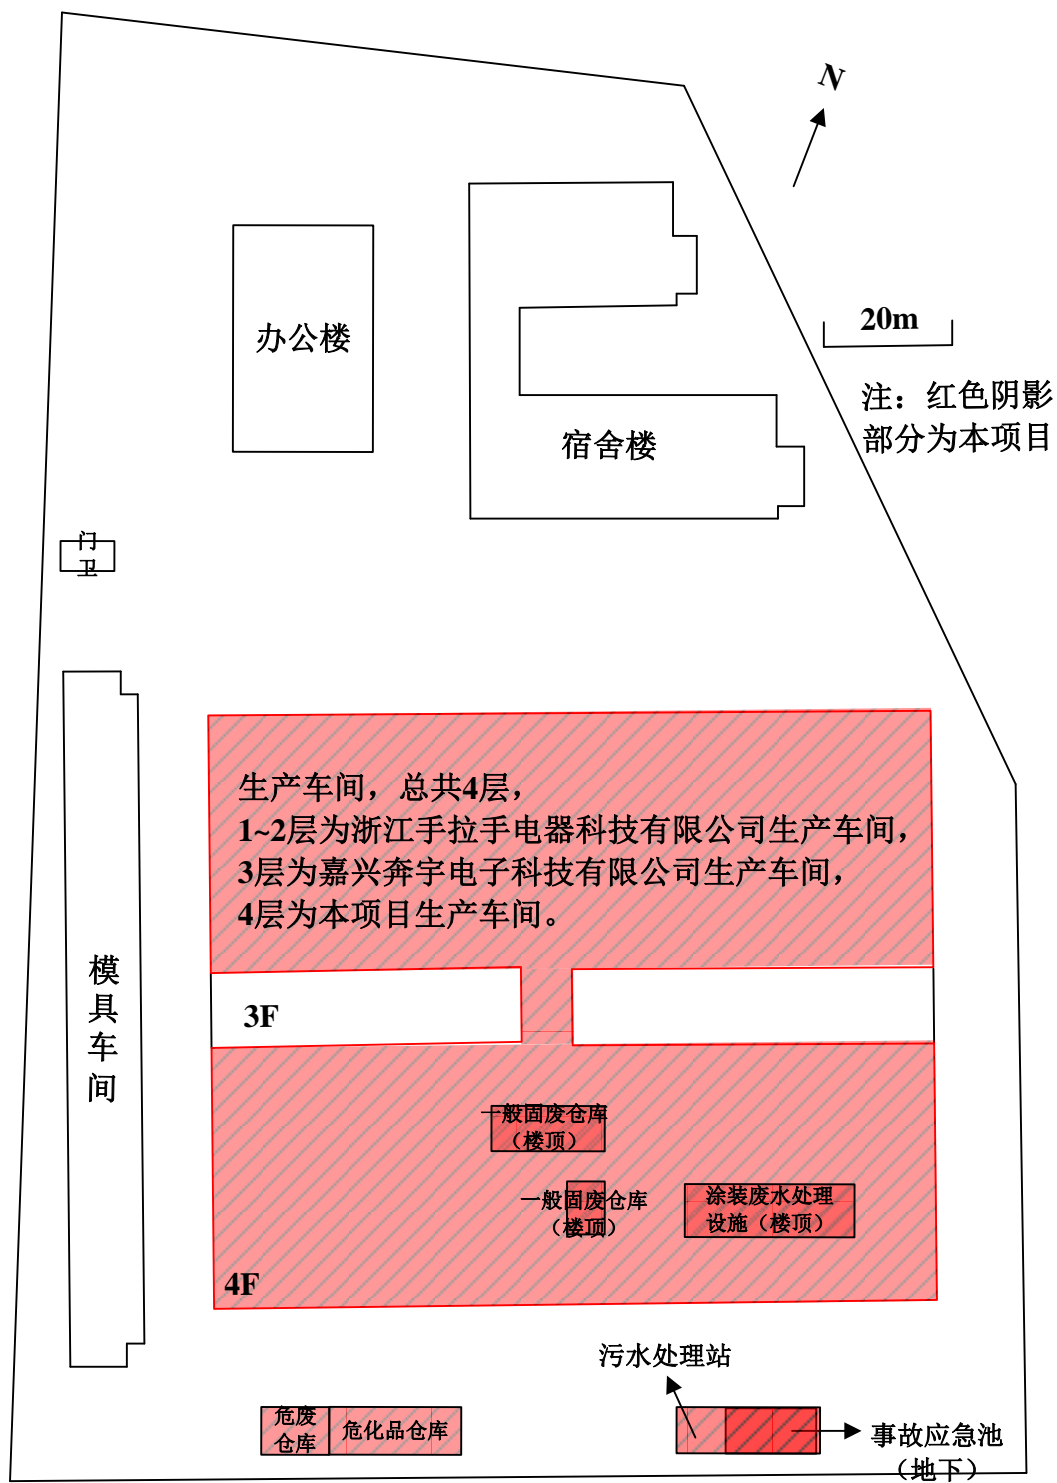 N
20m
注：红色阴影
部分为本项目
办公楼
宿舍楼
门
卫
生产车间，总共4层，
1~2层为浙江手拉手电器科技有限公司生产车间，
3层为嘉兴奔宇电子科技有限公司生产车间，
4层为本项目生产车间。
模
具
车
间
3F
一般固废仓库
（楼顶）
一般固废仓库
（楼顶）
涂装废水处理
设施（楼顶）
4F
污水处理站
危废
仓库
危化品仓库
事故应急池
（地下）